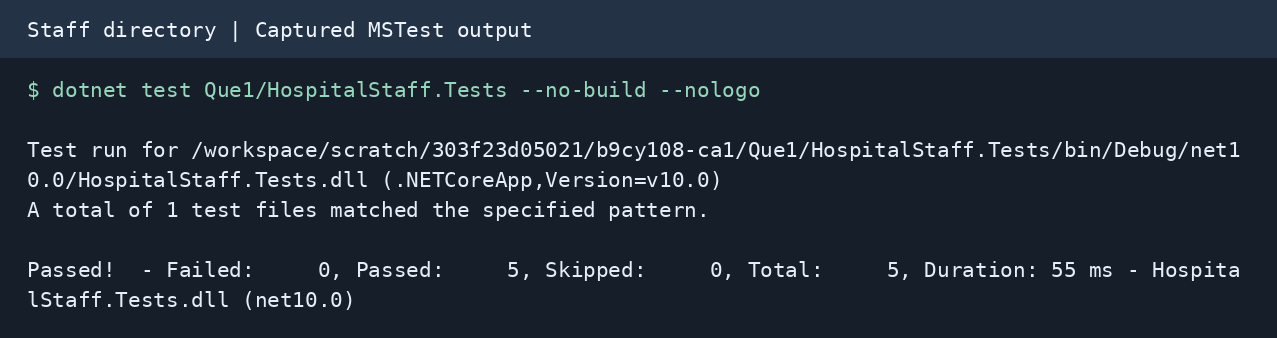 Staff directory | Captured MSTest output
$ dotnet test Que1/HospitalStaff.Tests --no-build --nologo
Test run for /workspace/scratch/303f23d05021/b9cy108-ca1/Que1/HospitalStaff.Tests/bin/Debug/net1
0.0/HospitalStaff.Tests.dll (.NETCoreApp,Version=v10.0)
A total of 1 test files matched the specified pattern.
Passed!  - Failed:     0, Passed:     5, Skipped:     0, Total:     5, Duration: 55 ms - Hospita
lStaff.Tests.dll (net10.0)